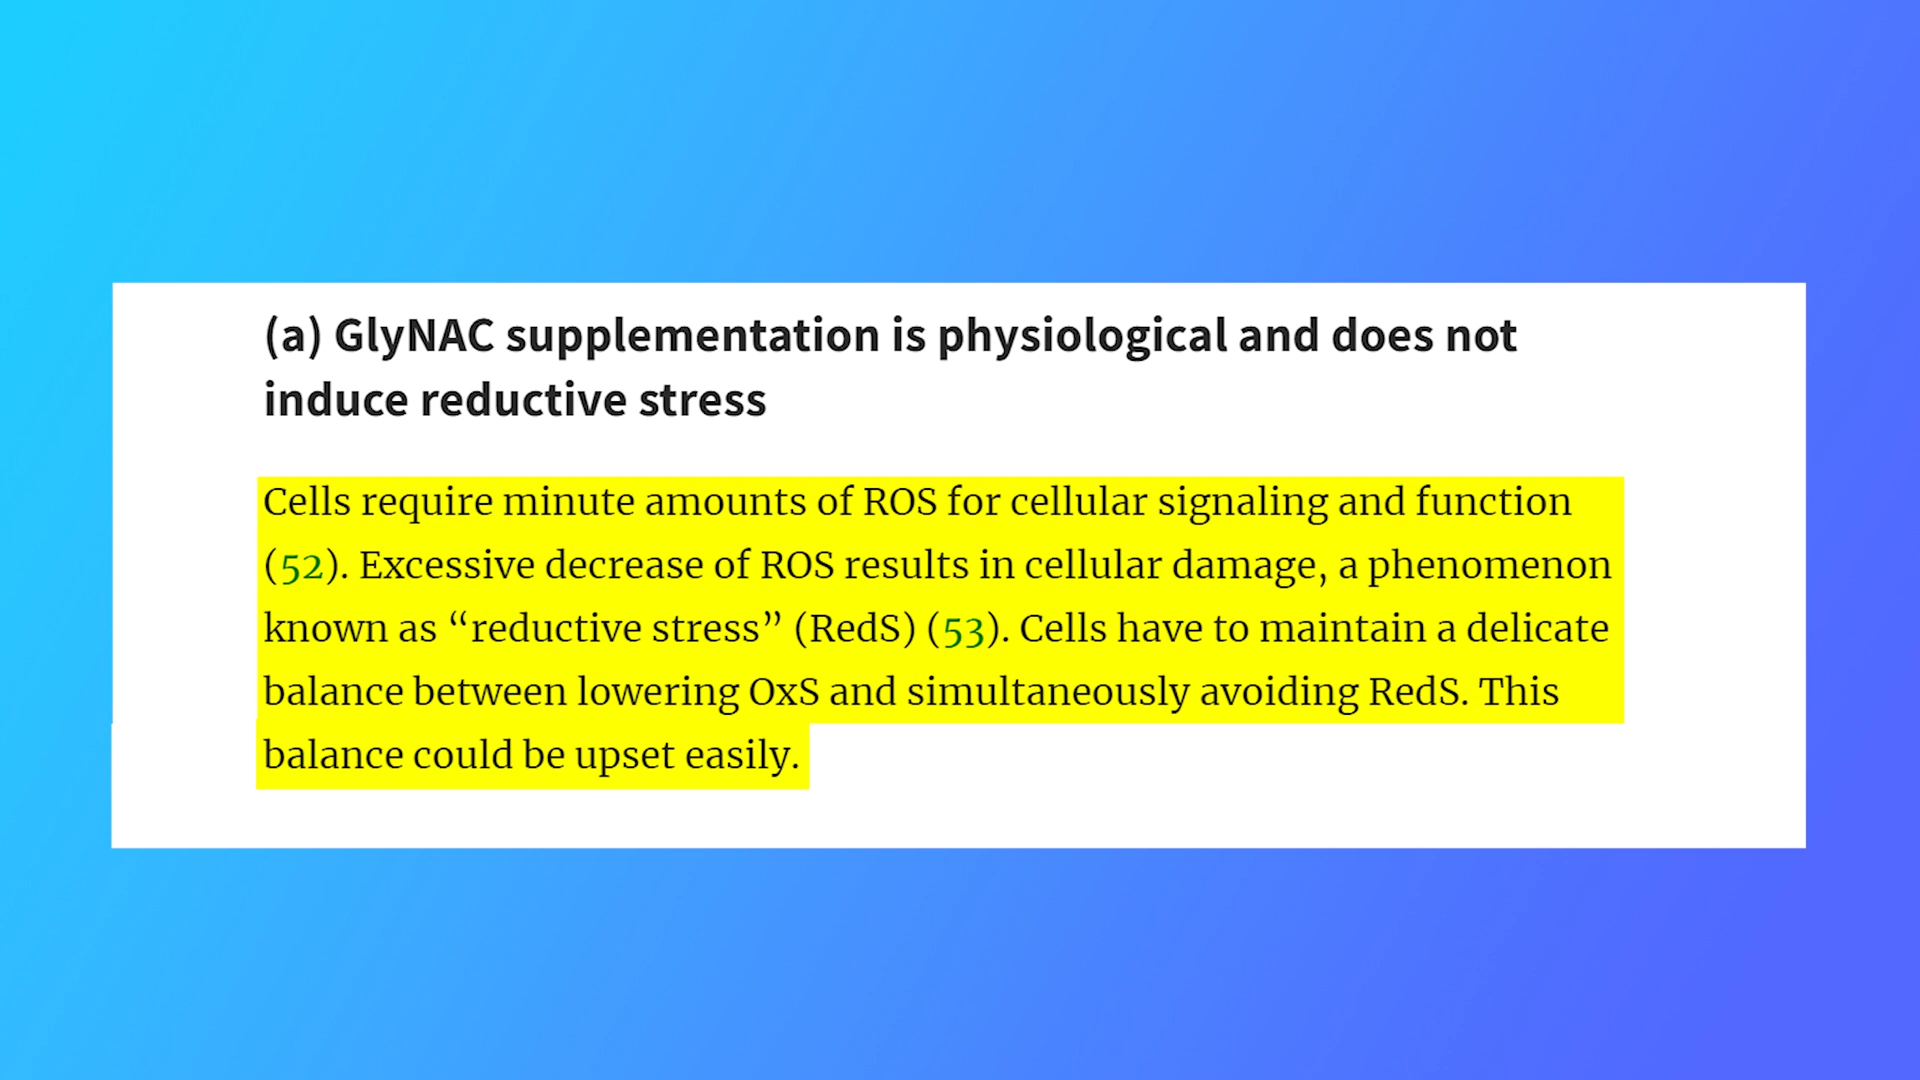 (a) GlyNAC supplementation is physiological and does not
induce reductive stress
Cells require minute amounts of ROS for cellular signaling and function
(52). Excessive decrease of ROS results in cellular damage, a phenomenon
known as “reductive stress” (RedS) (53). Cells have to maintain a delicate
balance between lowering OxS and simultaneously avoiding RedS. This
balance could be upset easily.